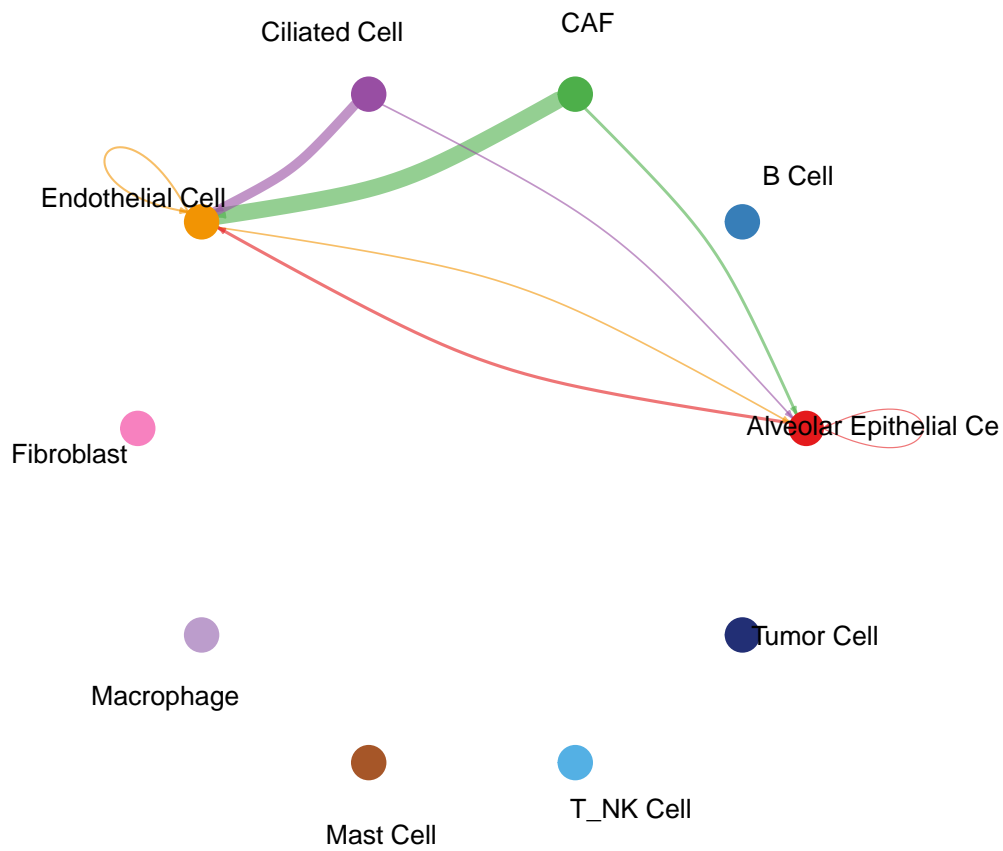 CAF
Ciliated Cell
B Cell
Endothelial Cell
Alveolar Epithelial Ce
Fibroblast
Tumor Cell
Macrophage
T_NK Cell
Mast Cell